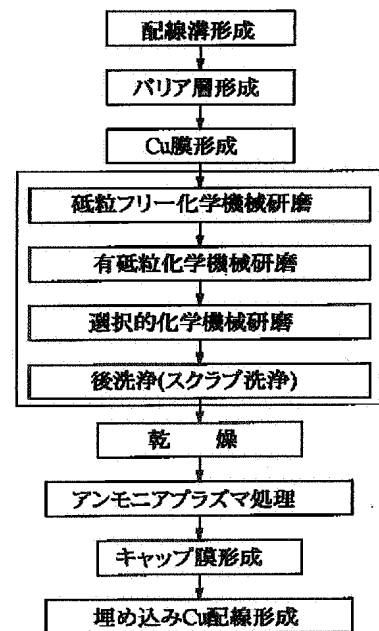 配線溝形成
バリア層形成
Cu膜形成
砥粒フリー化学機械研磨
有砥粒化学機械研磨
選択的化学機械研磨
後洗浄(スクラブ洗浄)
乾　　燥
アンモニアプラズマ処理
キャップ膜形成
埋め込みCu配線形成